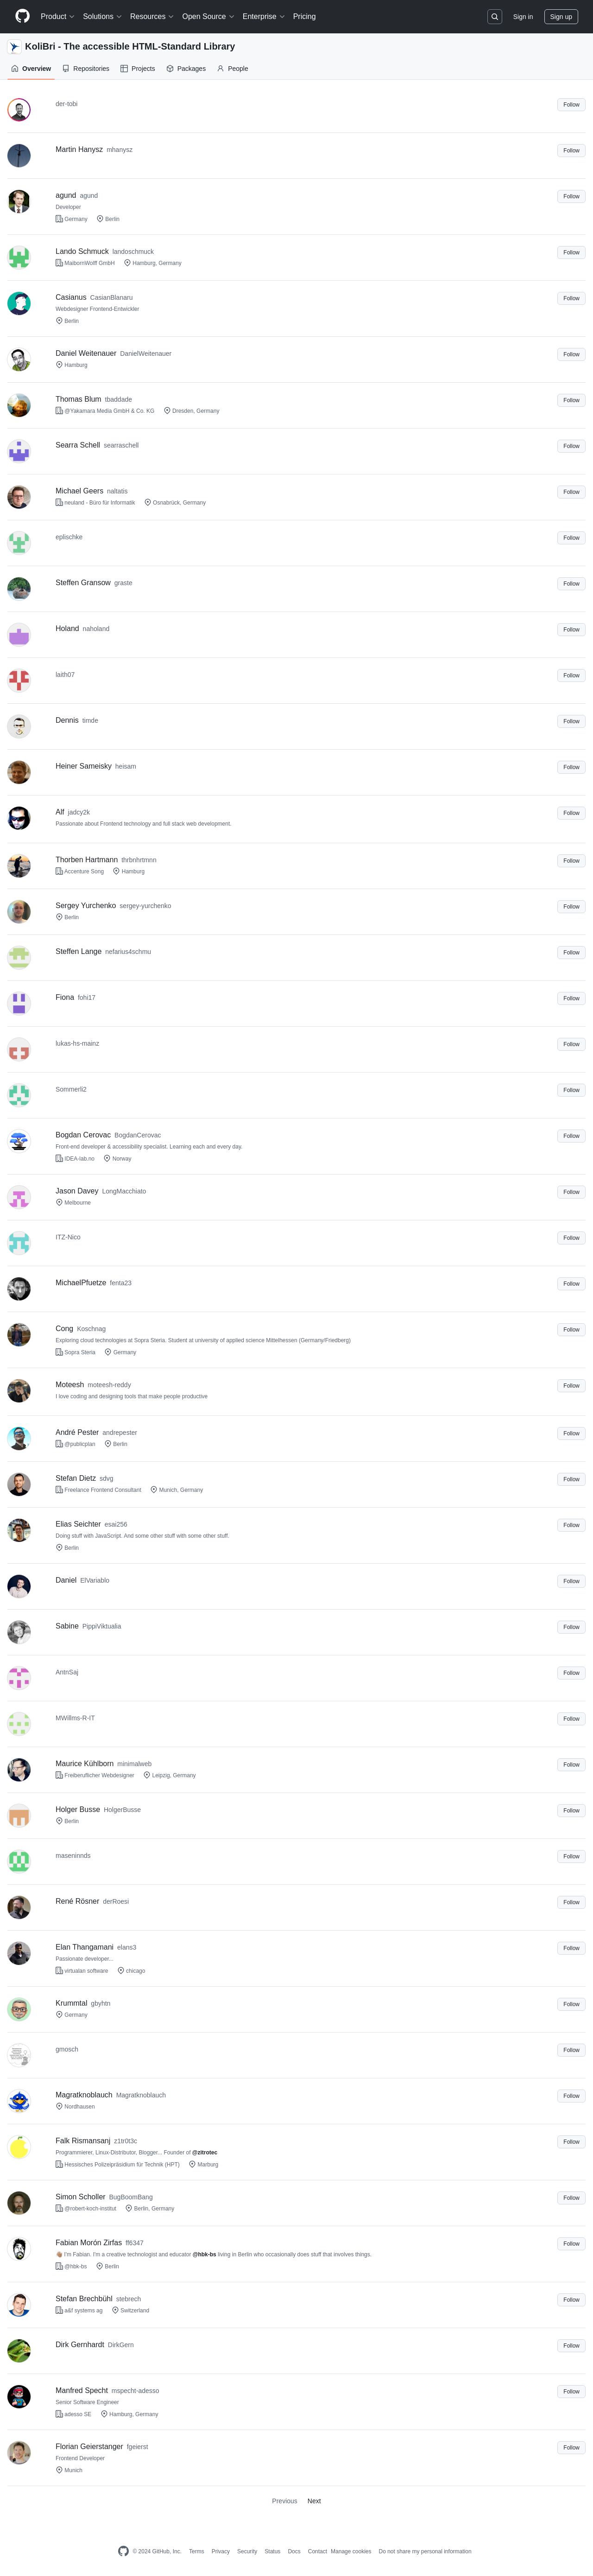 Product Solutions Resources Open Source Enterprise Pricing Sign in Sign up
KoliBri - The accessible HTML-Standard Library
Overview Repositories Projects Packages People
der-tobi Follow
Martin Hanysz mhanysz Follow
agund agund Follow
Developer
Germany Berlin
Lando Schmuck landoschmuck Follow
MaibornWolff GmbH Hamburg, Germany
Casianus CasianBlanaru Follow
Webdesigner Frontend-Entwickler
Berlin
Daniel Weitenauer DanielWeitenauer Follow
Hamburg
Thomas Blum tbaddade Follow
@Yakamara Media GmbH & Co. KG Dresden, Germany
Searra Schell searraschell Follow
Michael Geers naltatis Follow
neuland - Büro für Informatik Osnabrück, Germany
eplischke Follow
Steffen Gransow graste Follow
Holand naholand Follow
laith07 Follow
Dennis timde Follow
Heiner Sameisky heisam Follow
Alf jadcy2k Follow
Passionate about Frontend technology and full stack web development.
Thorben Hartmann thrbnhrtmnn Follow
Accenture Song Hamburg
Sergey Yurchenko sergey-yurchenko Follow
Berlin
Steffen Lange nefarius4schmu Follow
Fiona fohi17 Follow
lukas-hs-mainz Follow
Sommerli2 Follow
Bogdan Cerovac BogdanCerovac Follow
Front-end developer & accessibility specialist. Learning each and every day.
IDEA-lab.no Norway
Jason Davey LongMacchiato Follow
Melbourne
ITZ-Nico Follow
MichaelPfuetze fenta23 Follow
Cong Koschnag Follow
Exploring cloud technologies at Sopra Steria. Student at university of applied science Mittelhessen (Germany/Friedberg)
Sopra Steria Germany
Moteesh moteesh-reddy Follow
I love coding and designing tools that make people productive
André Pester andrepester Follow
@publicplan Berlin
Stefan Dietz sdvg Follow
Freelance Frontend Consultant Munich, Germany
Elias Seichter esai256 Follow
Doing stuff with JavaScript. And some other stuff with some other stuff.
Berlin
Daniel ElVariablo Follow
Sabine PippiViktualia Follow
AntnSaj Follow
MWillms-R-IT Follow
Maurice Kühlborn minimalweb Follow
Freiberuflicher Webdesigner Leipzig, Germany
Holger Busse HolgerBusse Follow
Berlin
maseninnds Follow
René Rösner derRoesi Follow
Elan Thangamani elans3 Follow
Passionate developer...
virtualan software chicago
Krummtal gbyhtn Follow
Germany
gmosch Follow
Magratknoblauch Magratknoblauch Follow
Nordhausen
Falk Rismansanj z1tr0t3c Follow
Programmierer, Linux-Distributor, Blogger... Founder of @zitrotec
Hessisches Polizeipräsidium für Technik (HPT) Marburg
Simon Scholler BugBoomBang Follow
@robert-koch-institut Berlin, Germany
Fabian Morón Zirfas ff6347 Follow
I'm Fabian. I'm a creative technologist and educator @hbk-bs living in Berlin who occasionally does stuff that involves things.
@hbk-bs Berlin
Stefan Brechbühl stebrech Follow
a&f systems ag Switzerland
Dirk Gernhardt DirkGern Follow
Manfred Specht mspecht-adesso Follow
Senior Software Engineer
adesso SE Hamburg, Germany
Florian Geierstanger fgeierst Follow
Frontend Developer
Munich
Previous Next
© 2024 GitHub, Inc. Terms Privacy Security Status Docs Contact Manage cookies Do not share my personal information